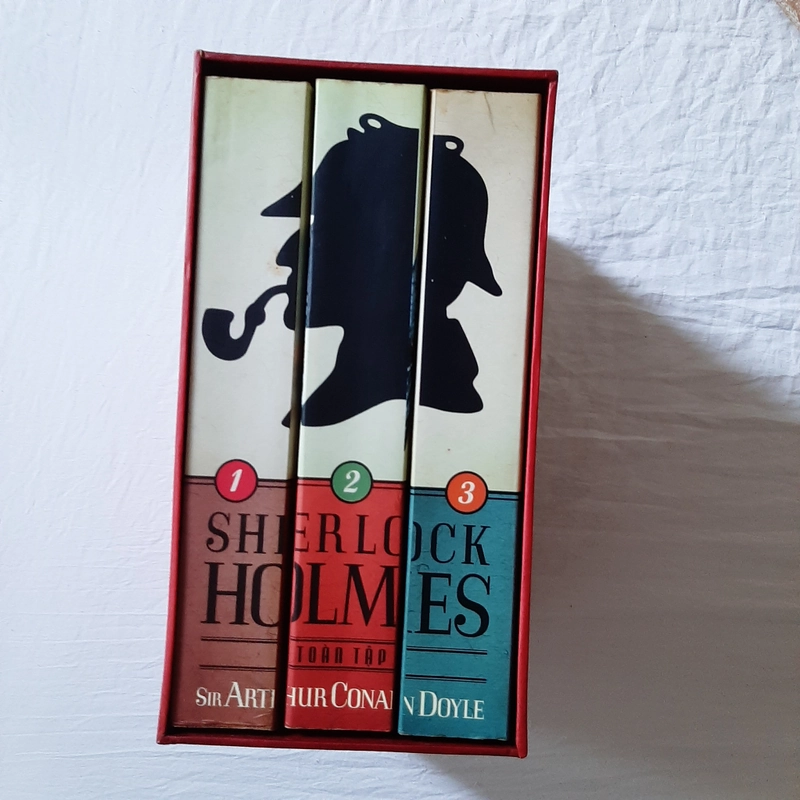 1 2 3
SHERLOCK
HOLMES
TOÀN TẬP
SIR ARTHUR CONAN DOYLE